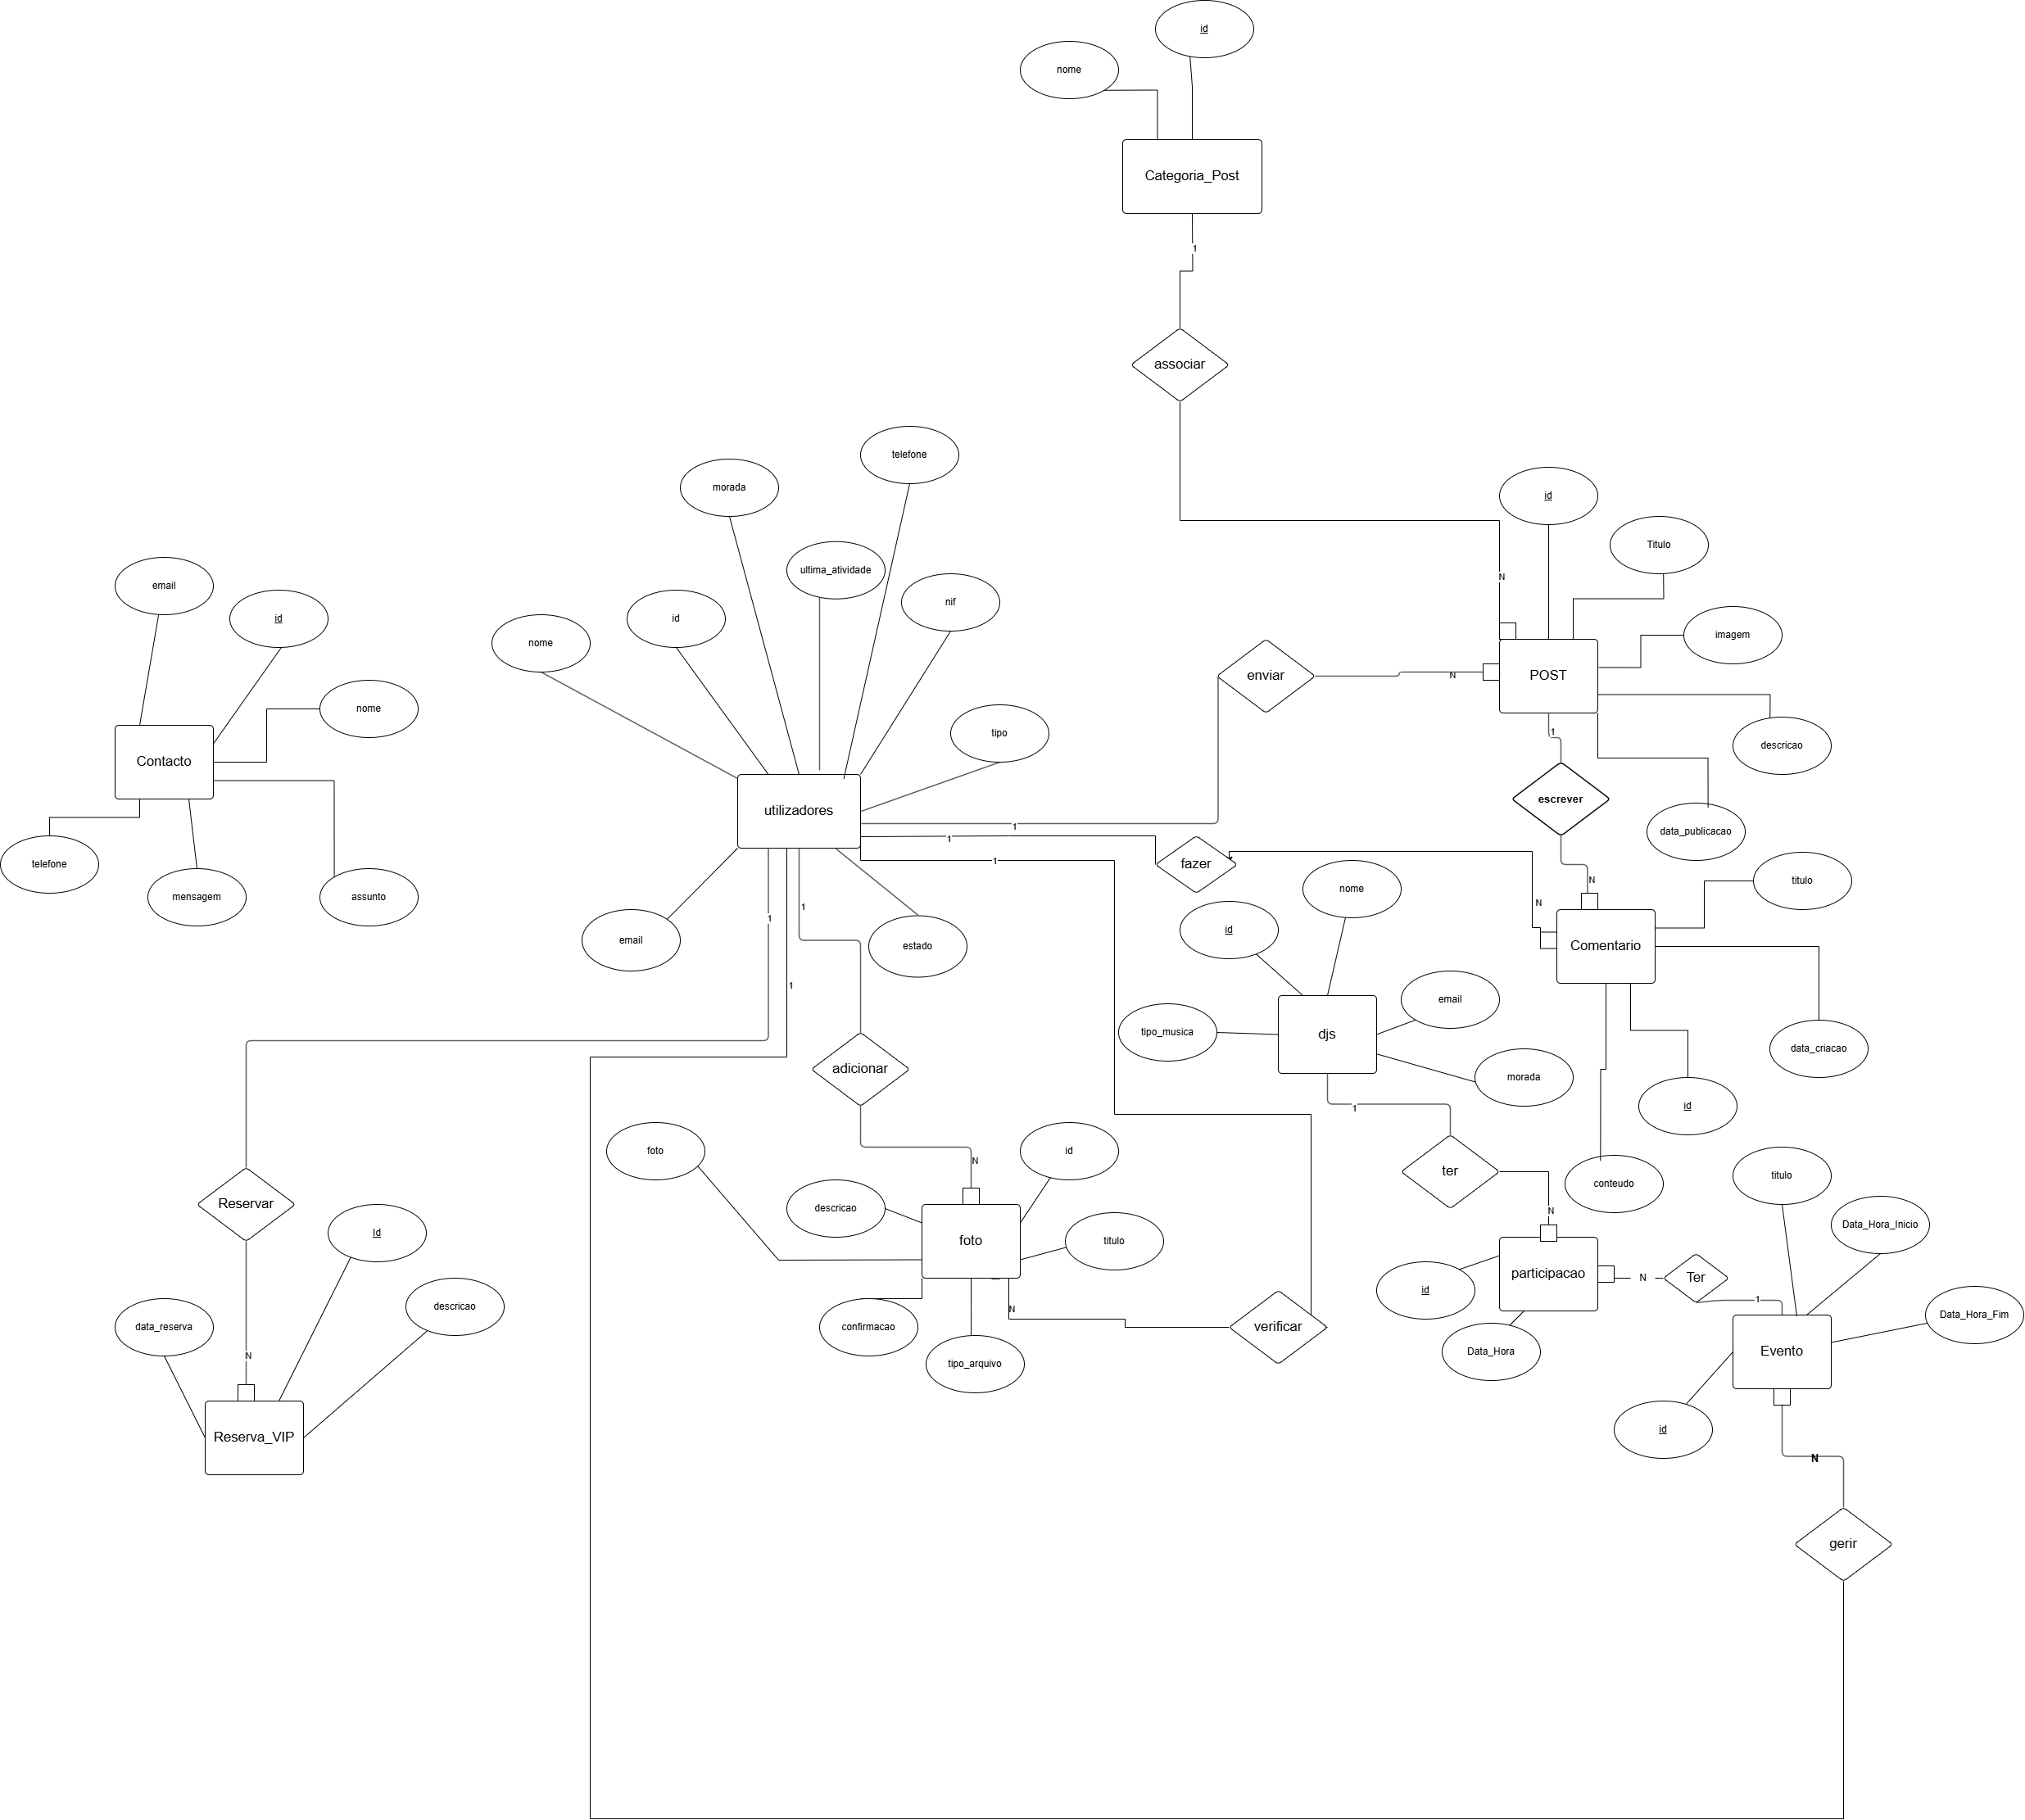 id
nome
Categoria_Post
1
associar
telefone
morada
id
Titulo
ultima_atividade
email
N
nif
id
id
nome
imagem
enviar
N
POST
nome
tipo
1
descricao
Contacto
escrever
utilizadores
1
data_publicacao
1
telefone
fazer
1
titulo
N
nome
mensagem
assunto
N
1
1
id
email
estado
Comentario
1
email
tipo_musica
djs
data_criacao
adicionar
morada
id
1
foto
id
N
ter
titulo
conteudo
Reservar
descricao
N
Data_Hora_Inicio
Id
foto
titulo
participacao
N
Ter
id
descricao
N
1
Data_Hora_Fim
data_reserva
confirmacao
verificar
N
tipo_arquivo
Data_Hora
Evento
Reserva_VIP
id
N
gerir